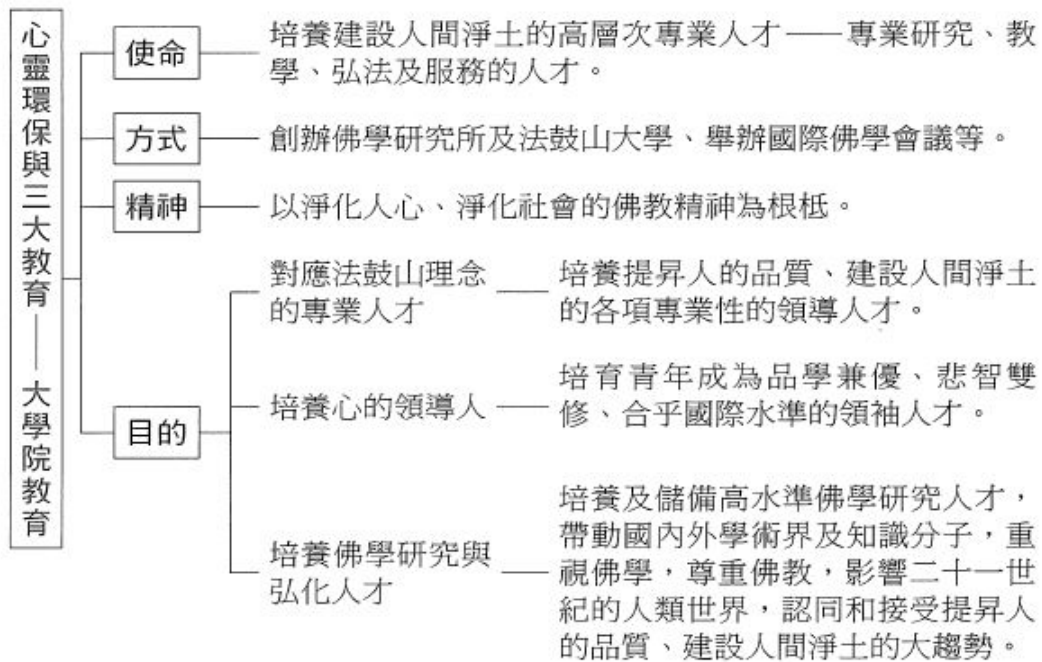 心靈環保與三大教育——大學院教育
使命
培養建設人間淨土的高層次專業人才——專業研究、教
學、弘法及服務的人才。
方式
創辦佛學研究所及法鼓山大學、舉辦國際佛學會議等。
精神
以淨化人心、淨化社會的佛教精神為根柢。
目的
對應法鼓山理念
的專業人才
培養提昇人的品質、建設人間淨土
的各項專業性的領導人才。
培養心的領導人
培育青年成為品學兼優、悲智雙
修、合乎國際水準的領袖人才。
培養佛學研究與
弘化人才
培養及儲備高水準佛學研究人才，
帶動國內外學術界及知識分子，重
視佛學，尊重佛教，影響二十一世
紀的人類世界，認同和接受提昇人
的品質、建設人間淨土的大趨勢。